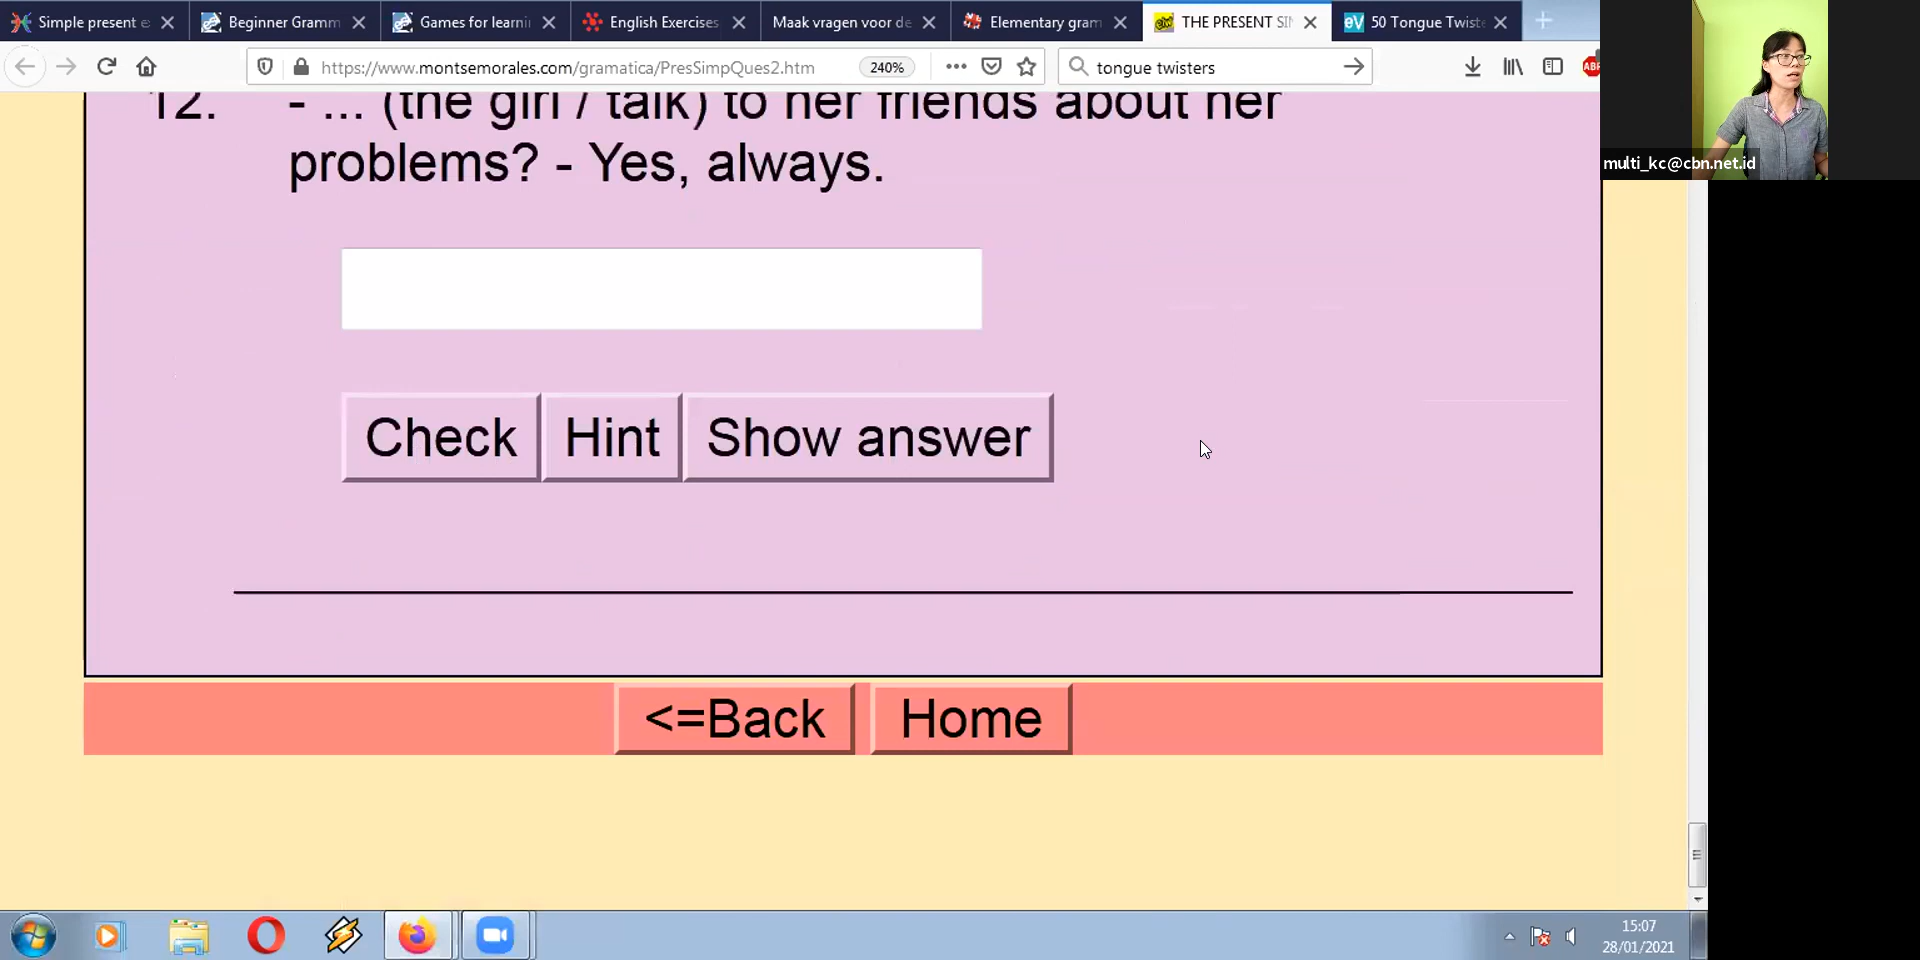 Simple present e
Beginner Gramm
Games for learni
English Exercises
Maak vragen voor de
Elementary gram
THE PRESENT SI
eV 50 Tongue Twist
https://www.montsemorales.com/gramatica/PresSimpQues2.htm
240%
tongue twisters
ABP
multi_kc@cbn.net.id
12. - ... (the girl / talk) to her friends about her
problems? - Yes, always.
Check
Hint
Show answer
<=Back
Home
15:07
28/01/2021